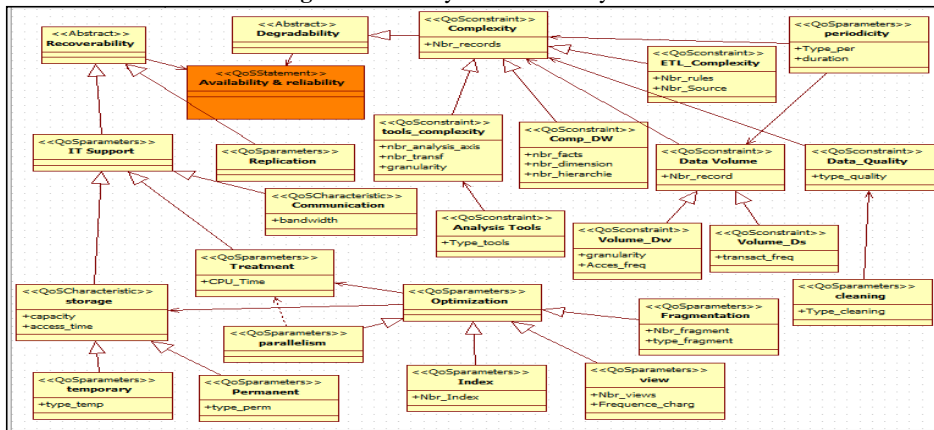 <<Abstract>>
Recoverability
<<Abstract>>
Degradability
<<QoSconstraint>>
Complexity
+Nbr_records
<<QoSparameters>>
periodicity
+Type_per
+duration
<<QoSStatement>>
Availability & reliability
<<QoSconstraint>>
ETL_Complexity
+Nbr_rules
+Nbr_Source
<<QoSparameters>>
IT Support
<<QoSParameters>>
Replication
<<QoSconstraint>>
tools_complexity
+nbr_analysis_axis
+nbr_transf
+granularity
<<QoSconstraint>>
Comp_DW
+nbr_facts
+nbr_dimension
+nbr_hierarchie
<<QoSconstraint>>
Data Volume
+Nbr_record
<<QoSconstraint>>
Data_Quality
+type_quality
<<QoSCharacteristic>>
Communication
+bandwidth
<<QoSconstraint>>
Analysis Tools
+Type_tools
<<QoSconstraint>>
Volume_Dw
+granularity
+Acces_freq
<<QoSconstraint>>
Volume_Ds
+transact_freq
<<QoSparameters>>
Treatment
+CPU_Time
<<QoSCharacteristic>>
storage
+capacity
+access_time
<<QoSparameters>>
Optimization
<<QoSparameters>>
cleaning
+Type_cleaning
<<QoSparameters>>
parallelism
<<QoSparameters>>
Fragmentation
+Nbr_fragment
+type_fragment
<<QoSparameters>>
temporary
+type_temp
<<QoSparameters>>
Permanent
+type_perm
<<QoSparameters>>
Index
+Nbr_Index
<<QoSparameters>>
view
+Nbr_views
+Frequence_charg